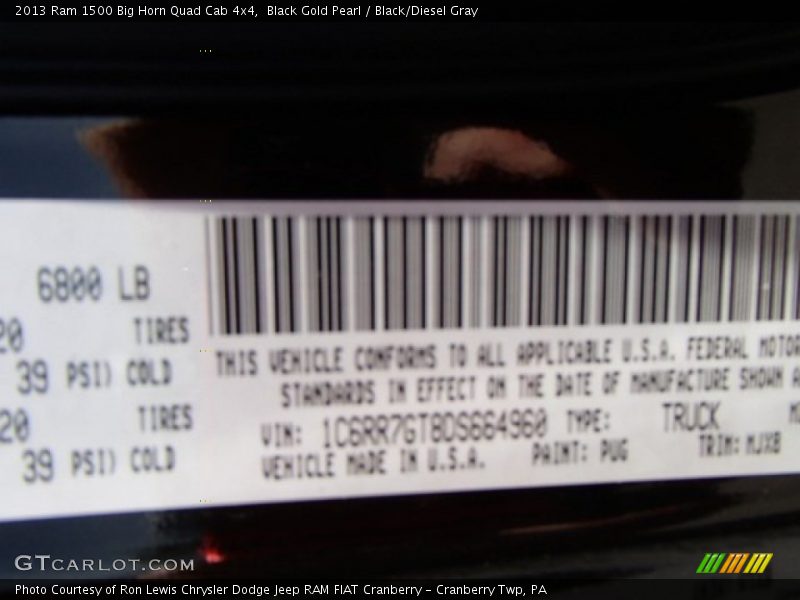 2013 Ram 1500 Big Horn Quad Cab 4x4,  Black Gold Pearl / Black/Diesel Gray
6800 LB
20 TIRES
39 PSI) COLD
20 TIRES
39 PSI) COLD
THIS VEHICLE CONFORMS TO ALL APPLICABLE U.S.A. FEDERAL MOTOR
STANDARDS IN EFFECT ON THE DATE OF MANUFACTURE SHOWN A
VIN: 1C6RR7GT8DS664960 TYPE: TRUCK
VEHICLE MADE IN U.S.A. PAINT: PUG TRIM: MJX8
GTCARLOT.COM
Photo Courtesy of Ron Lewis Chrysler Dodge Jeep RAM FIAT Cranberry – Cranberry Twp, PA